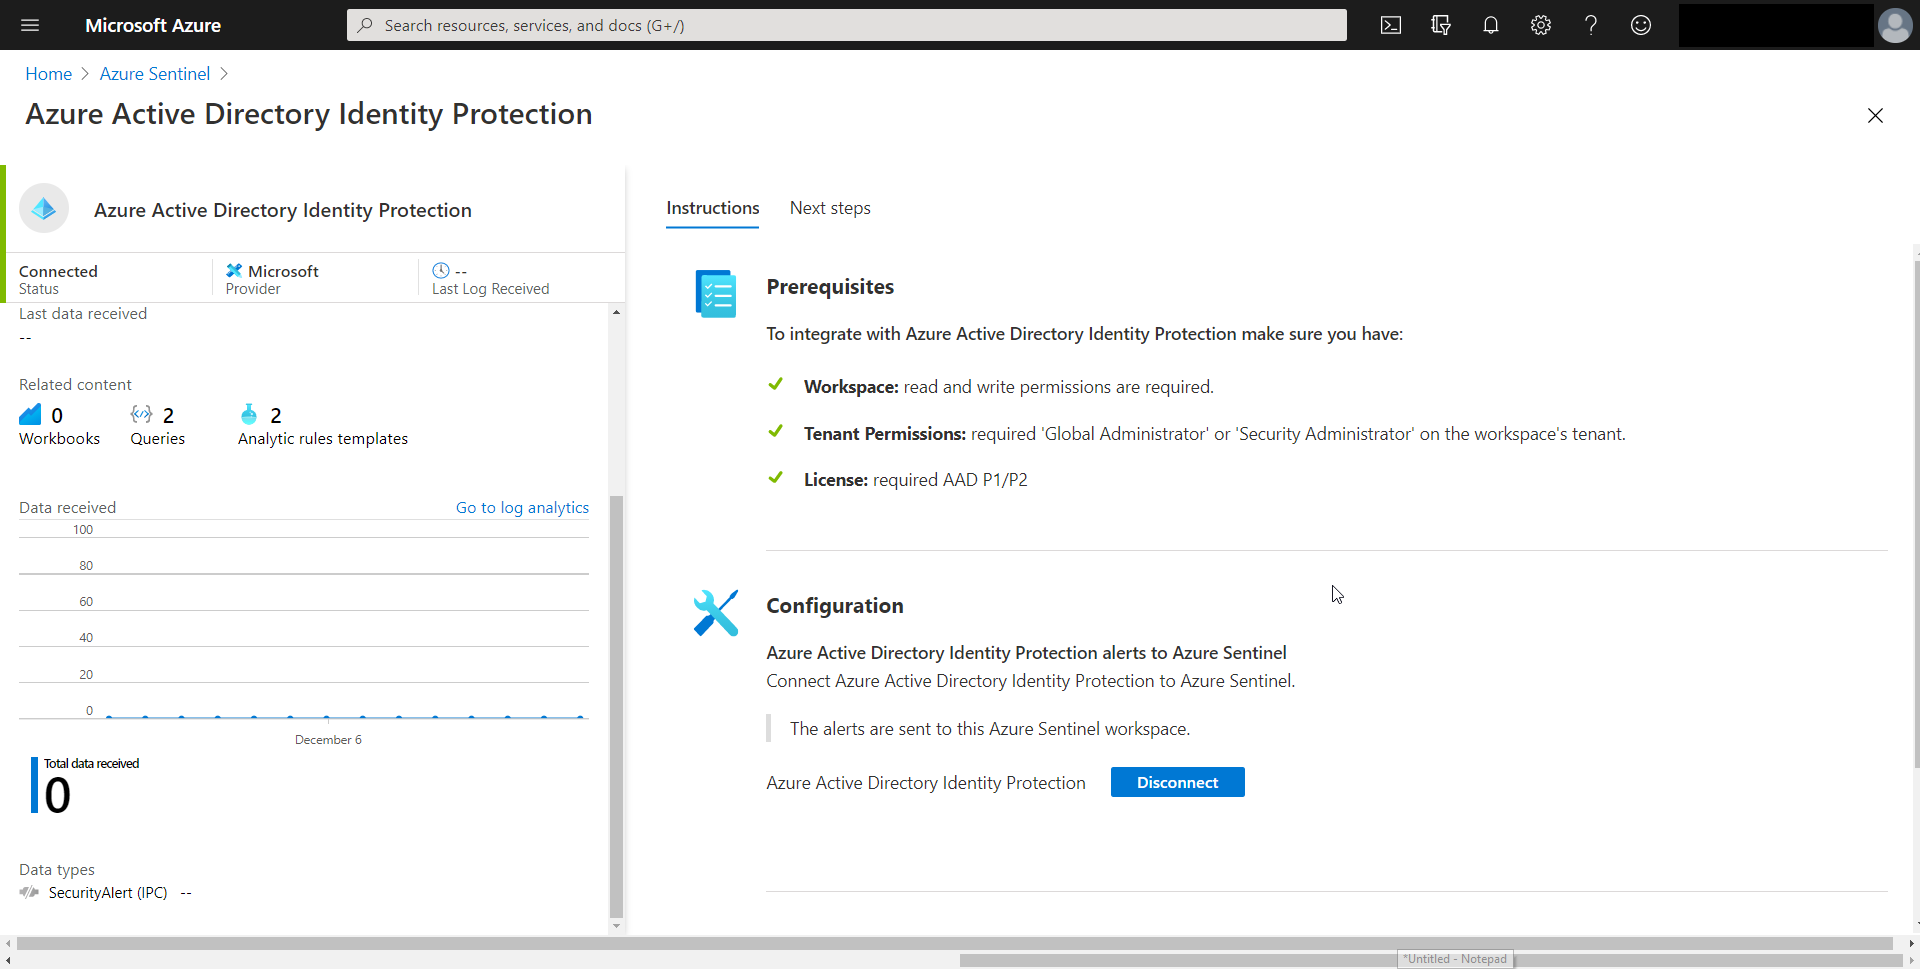 Microsoft Azure
Search resources, services, and docs (G+/)
Home > Azure Sentinel >
Azure Active Directory Identity Protection
Azure Active Directory Identity Protection
Connected
Status
Microsoft
Provider
--
Last Log Received
Last data received
--
Related content
0
Workbooks
2
Queries
2
Analytic rules templates
Data received
Go to log analytics
100
80
60
40
20
0
December 6
Total data received
0
Data types
SecurityAlert (IPC) --
Instructions
Next steps
Prerequisites
To integrate with Azure Active Directory Identity Protection make sure you have:
Workspace: read and write permissions are required.
Tenant Permissions: required 'Global Administrator' or 'Security Administrator' on the workspace's tenant.
License: required AAD P1/P2
Configuration
Azure Active Directory Identity Protection alerts to Azure Sentinel
Connect Azure Active Directory Identity Protection to Azure Sentinel.
The alerts are sent to this Azure Sentinel workspace.
Azure Active Directory Identity Protection
Disconnect
*Untitled - Notepad